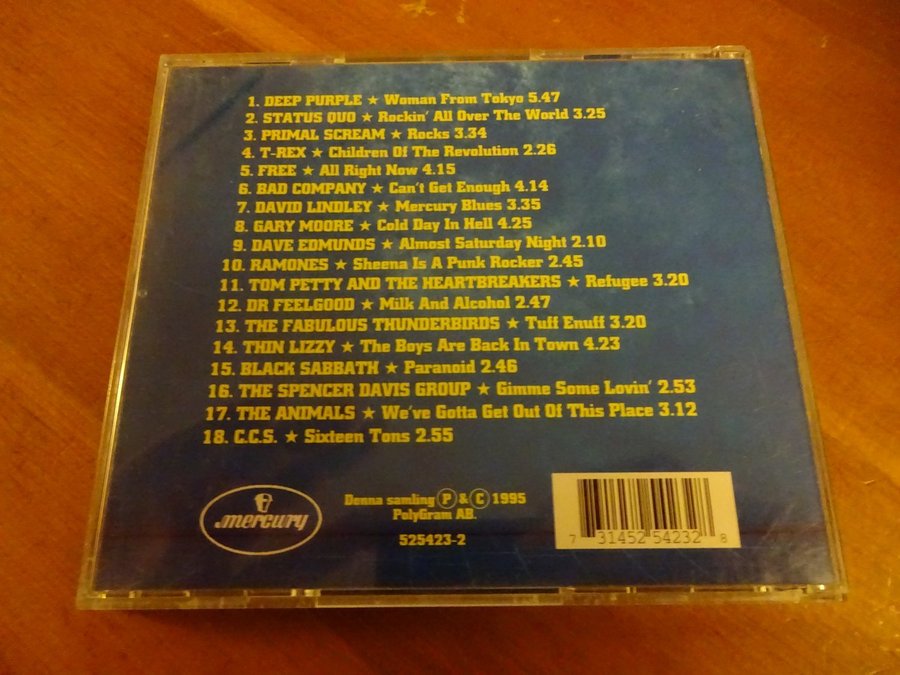 1. DEEP PURPLE ★ Woman From Tokyo 5.47
2. STATUS QUO ★ Rockin' All Over The World 3.25
3. PRIMAL SCREAM ★ Rocks 3.34
4. T-REX ★ Children Of The Revolution 2.26
5. FREE ★ All Right Now 4.15
6. BAD COMPANY ★ Can't Get Enough 4.14
7. DAVID LINDLEY ★ Mercury Blues 3.35
8. GARY MOORE ★ Cold Day In Hell 4.25
9. DAVE EDMUNDS ★ Almost Saturday Night 2.10
10. RAMONES ★ Sheena Is A Punk Rocker 2.45
11. TOM PETTY AND THE HEARTBREAKERS ★ Refugee 3.20
12. DR FEELGOOD ★ Milk And Alcohol 2.47
13. THE FABULOUS THUNDERBIRDS ★ Tuff Enuff 3.20
14. THIN LIZZY ★ The Boys Are Back In Town 4.23
15. BLACK SABBATH ★ Paranoid 2.46
16. THE SPENCER DAVIS GROUP ★ Gimme Some Lovin' 2.53
17. THE ANIMALS ★ We've Gotta Get Out Of This Place 3.12
18. C.C.S. ★ Sixteen Tons 2.55
mercury
Denna samling Ⓟ & Ⓒ 1995
PolyGram AB.
525423-2
7 31452 54232 8